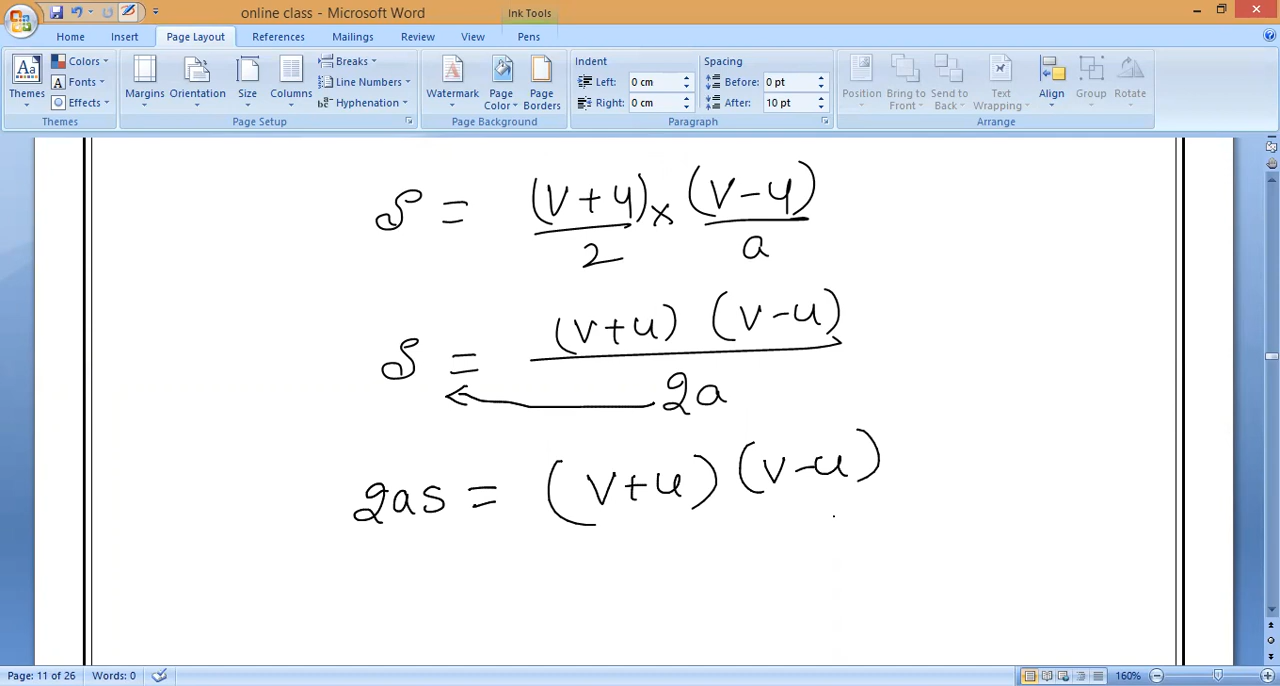 online class - Microsoft Word
Ink Tools
Home Insert Page Layout References Mailings Review View Pens
Themes
Colors
Fonts
Effects
Themes
Margins Orientation Size Columns
Breaks
Line Numbers
Hyphenation
Page Setup
Watermark Page Color Page Borders
Page Background
Indent
Left: 0 cm
Right: 0 cm
Spacing
Before: 0 pt
After: 10 pt
Paragraph
Position Bring to Front Send to Back Text Wrapping Align Group Rotate
Arrange
S = (v+u)/2 × (v-u)/a
S = (v+u) (v-u)/2a
2as = (v+u) (v-u)
Page: 11 of 26 Words: 0 160%